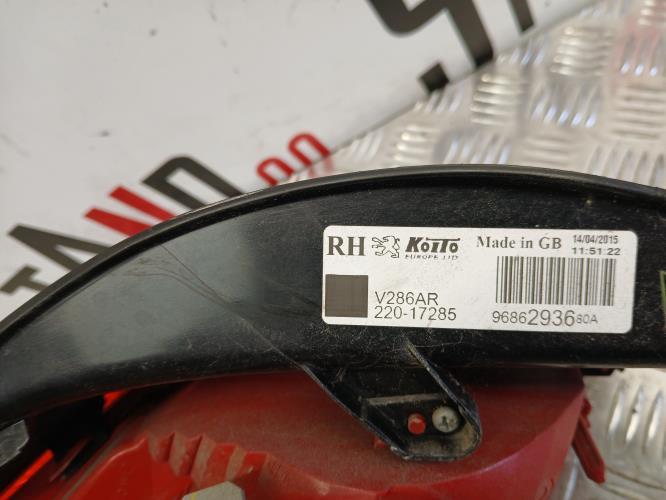 RH KOITO Made in GB 14/04/2015
EUROPE LTD 11:51:22
V286AR
220-17285
9686293680A